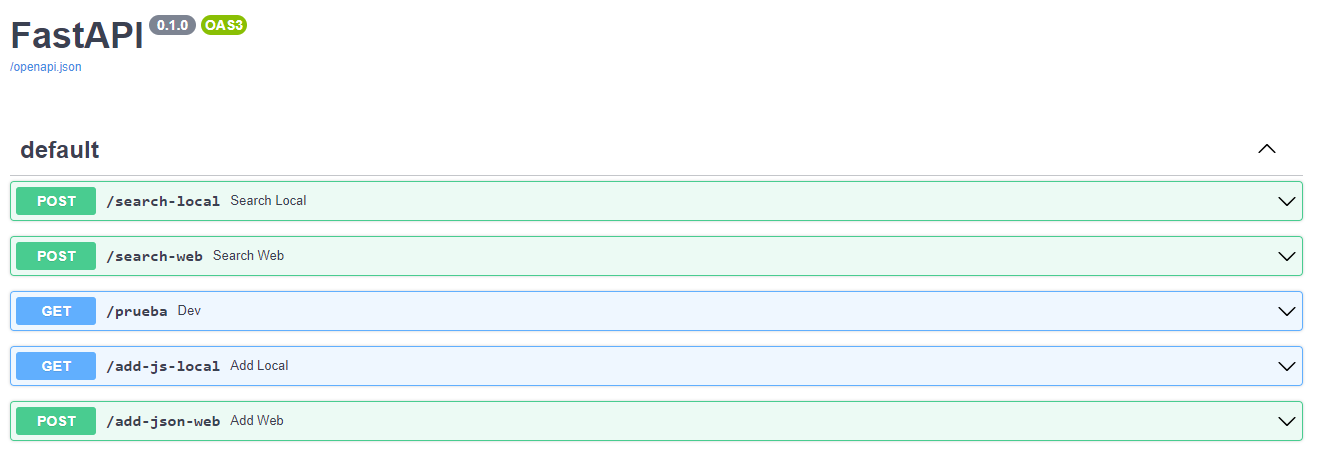 FastAPI 0.1.0 OAS3
/openapi.json
default
POST /search-local Search Local
POST /search-web Search Web
GET /prueba Dev
GET /add-js-local Add Local
POST /add-json-web Add Web